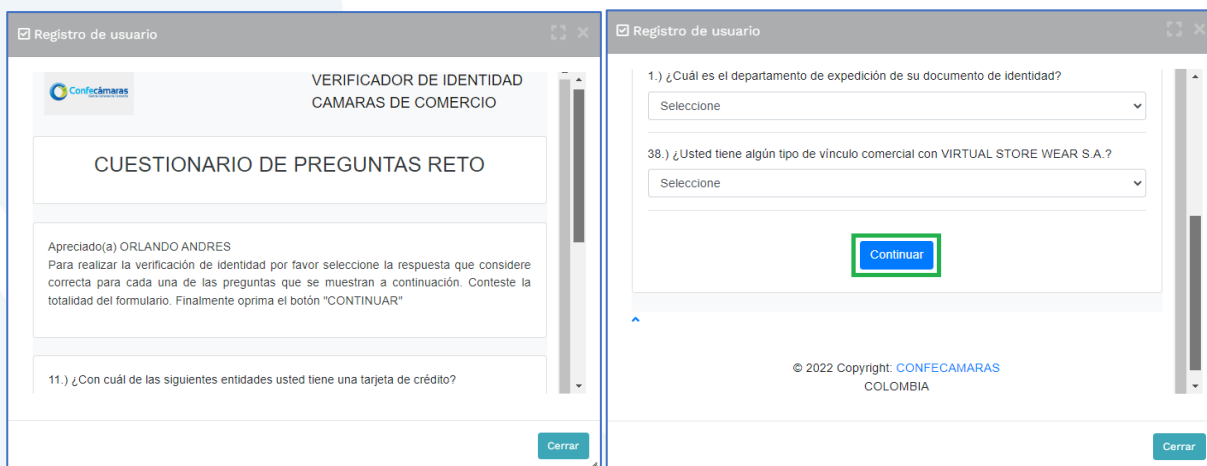 Registro de usuario
Confecámaras
VERIFICADOR DE IDENTIDAD
CAMARAS DE COMERCIO
CUESTIONARIO DE PREGUNTAS RETO
Apreciado(a) ORLANDO ANDRES
Para realizar la verificación de identidad por favor seleccione la respuesta que considere
correcta para cada una de las preguntas que se muestran a continuación. Conteste la
totalidad del formulario. Finalmente oprima el botón "CONTINUAR"
11.) ¿Con cuál de las siguientes entidades usted tiene una tarjeta de crédito?
Cerrar
Registro de usuario
1.) ¿Cuál es el departamento de expedición de su documento de identidad?
Seleccione
38.) ¿Usted tiene algún tipo de vínculo comercial con VIRTUAL STORE WEAR S.A.?
Seleccione
Continuar
© 2022 Copyright: CONFECAMARAS
COLOMBIA
Cerrar